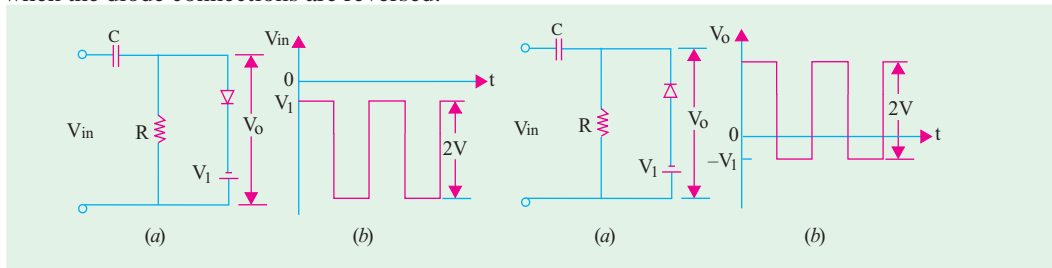 when the diode connections are reversed.
C
Vin
0
t
V1
Vin
R
Vo
V1
2V
(a)
(b)
C
Vo
t
0
–V1
Vin
R
Vo
V1
2V
(a)
(b)